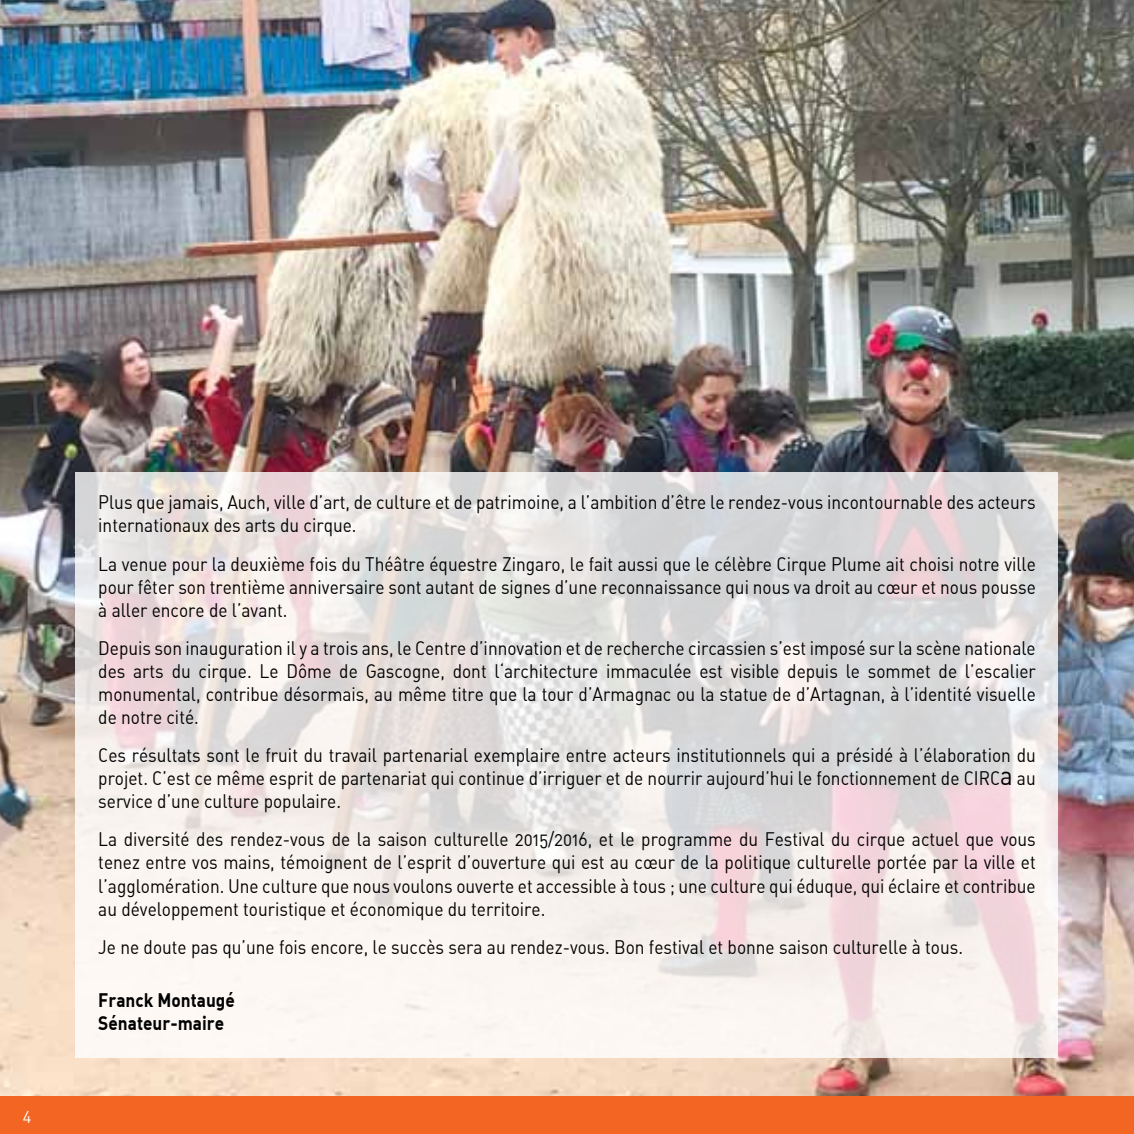 Plus que jamais, Auch, ville d’art, de culture et de patrimoine, a l’ambition d’être le rendez-vous incontournable des acteurs
internationaux des arts du cirque.
La venue pour la deuxième fois du Théâtre équestre Zingaro, le fait aussi que le célèbre Cirque Plume ait choisi notre ville
pour fêter son trentième anniversaire sont autant de signes d’une reconnaissance qui nous va droit au cœur et nous pousse
à aller encore de l’avant.
Depuis son inauguration il y a trois ans, le Centre d’innovation et de recherche circassien s’est imposé sur la scène nationale
des arts du cirque. Le Dôme de Gascogne, dont l‘architecture immaculée est visible depuis le sommet de l’escalier
monumental, contribue désormais, au même titre que la tour d’Armagnac ou la statue de d’Artagnan, à l’identité visuelle
de notre cité.
Ces résultats sont le fruit du travail partenarial exemplaire entre acteurs institutionnels qui a présidé à l’élaboration du
projet. C’est ce même esprit de partenariat qui continue d’irriguer et de nourrir aujourd’hui le fonctionnement de CIRCa au
service d’une culture populaire.
La diversité des rendez-vous de la saison culturelle 2015/2016, et le programme du Festival du cirque actuel que vous
tenez entre vos mains, témoignent de l’esprit d’ouverture qui est au cœur de la politique culturelle portée par la ville et
l’agglomération. Une culture que nous voulons ouverte et accessible à tous ; une culture qui éduque, qui éclaire et contribue
au développement touristique et économique du territoire.
Je ne doute pas qu’une fois encore, le succès sera au rendez-vous. Bon festival et bonne saison culturelle à tous.
Franck Montaugé
Sénateur-maire
4